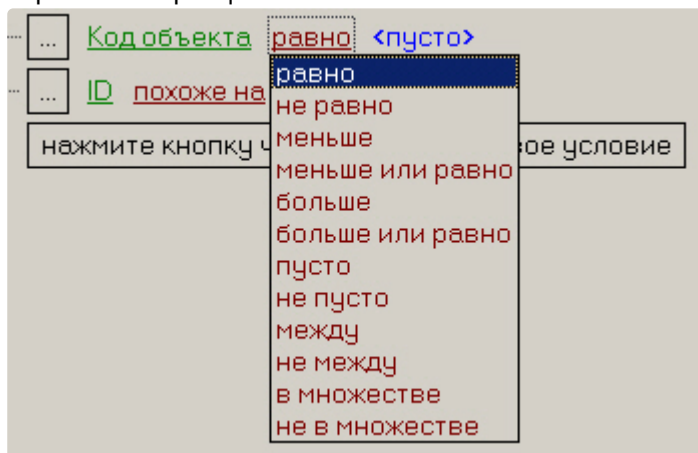 ... Код объекта равно <пусто>
... ID похоже на
нажмите кнопку ое условие
равно
не равно
меньше
меньше или равно
больше
больше или равно
пусто
не пусто
между
не между
в множестве
не в множестве